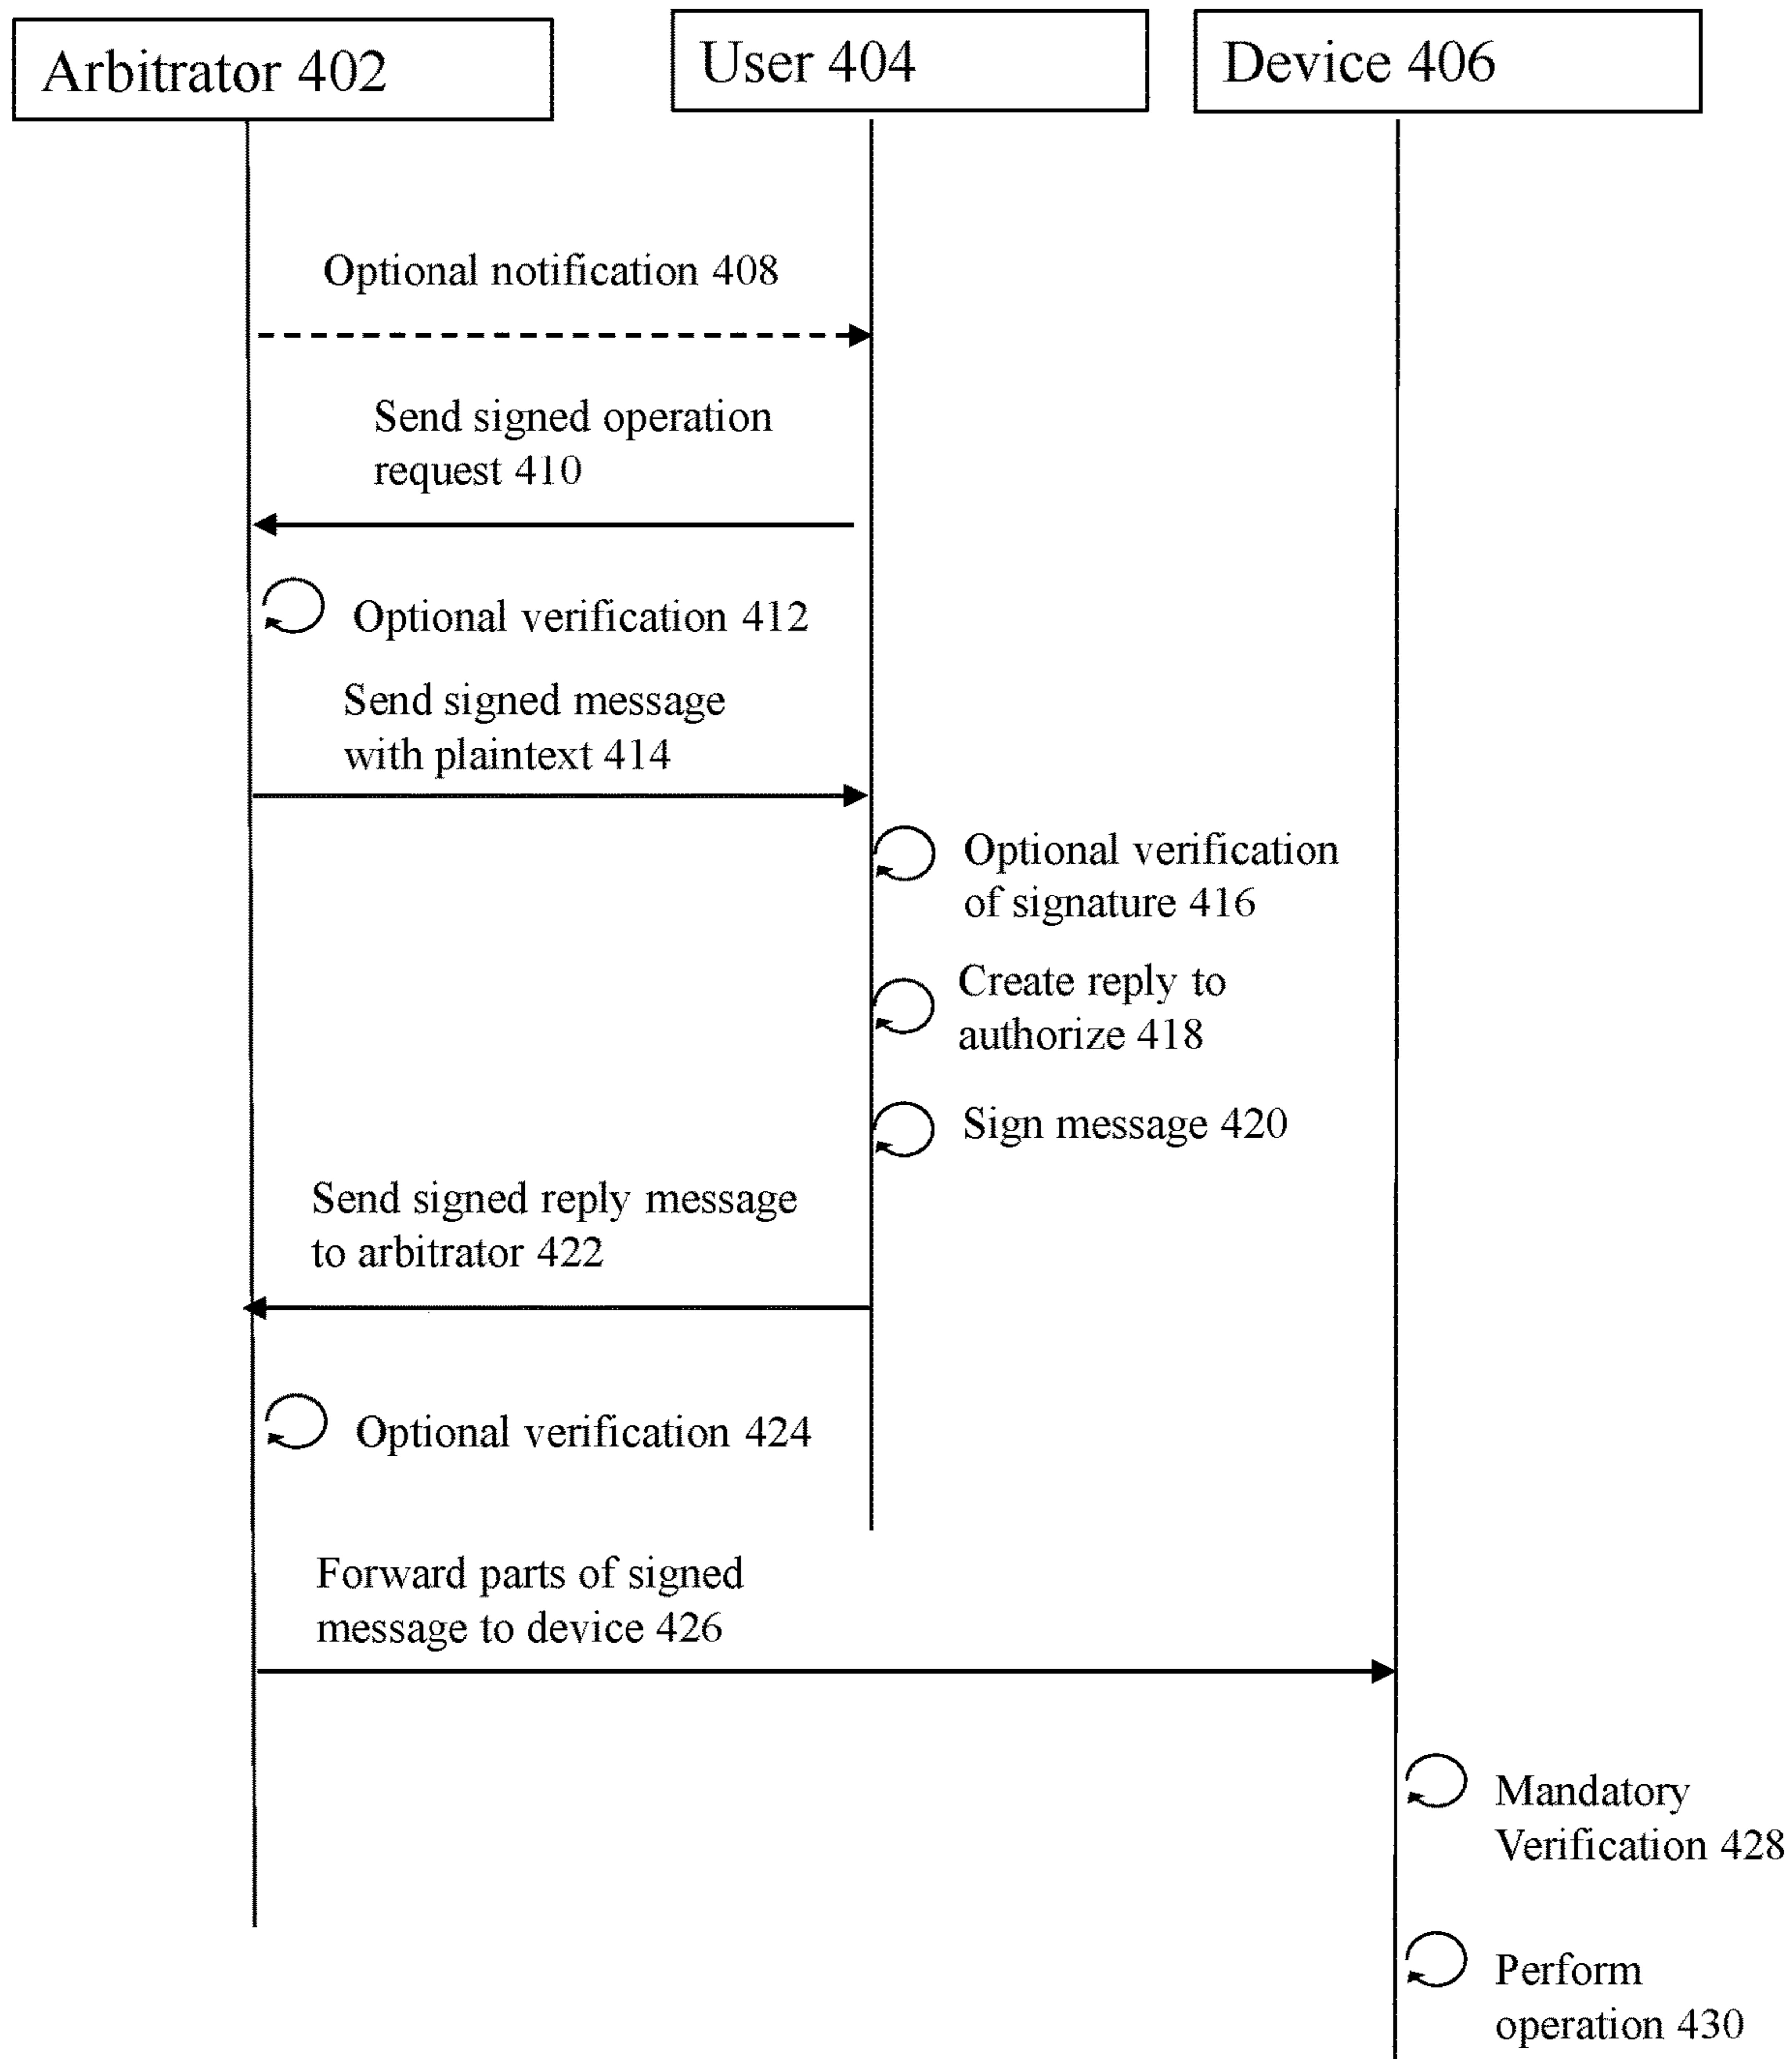 Arbitrator 402
User 404
Device 406
Optional notification 408
Send signed operation
request 410
Optional verification 412
Send signed message
with plaintext 414
Optional verification
of signature 416
Create reply to
authorize 418
Sign message 420
Send signed reply message
to arbitrator 422
Optional verification 424
Forward parts of signed
message to device 426
Mandatory
Verification 428
Perform
operation 430